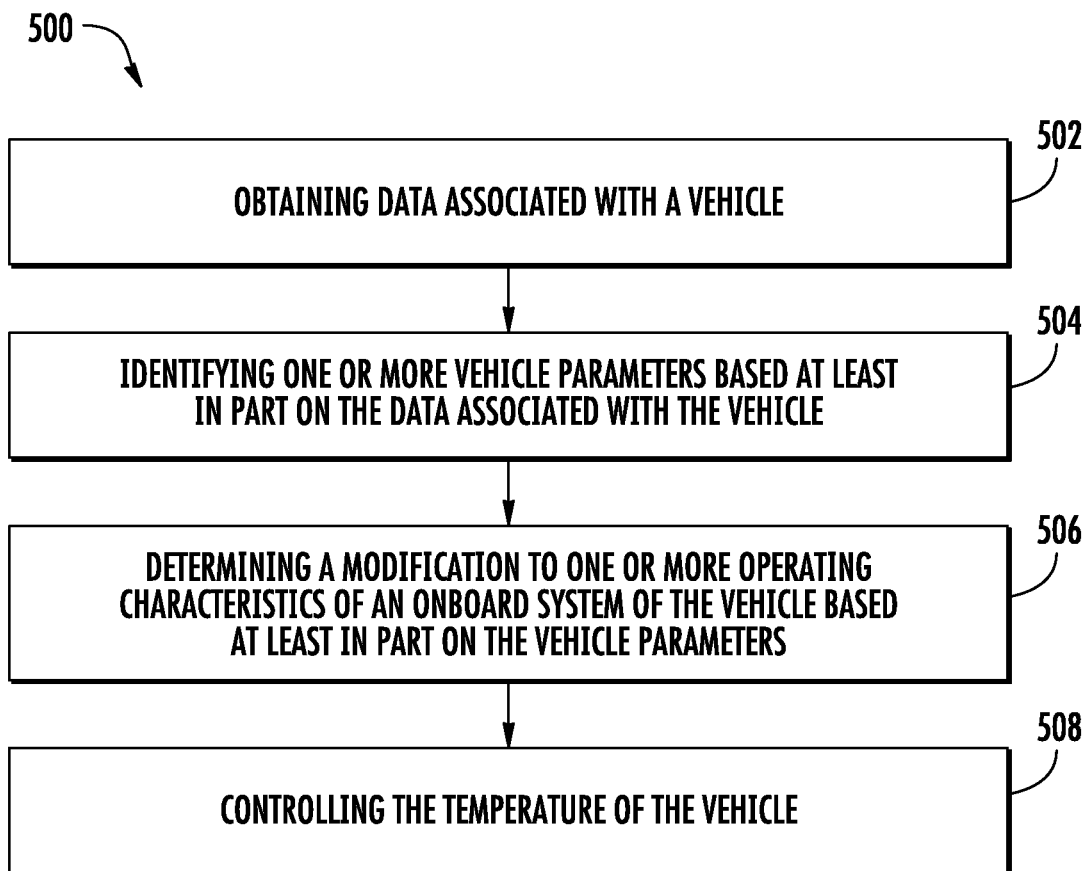 500
502
OBTAINING DATA ASSOCIATED WITH A VEHICLE
504
IDENTIFYING ONE OR MORE VEHICLE PARAMETERS BASED AT LEAST
IN PART ON THE DATA ASSOCIATED WITH THE VEHICLE
506
DETERMINING A MODIFICATION TO ONE OR MORE OPERATING
CHARACTERISTICS OF AN ONBOARD SYSTEM OF THE VEHICLE BASED
AT LEAST IN PART ON THE VEHICLE PARAMETERS
508
CONTROLLING THE TEMPERATURE OF THE VEHICLE